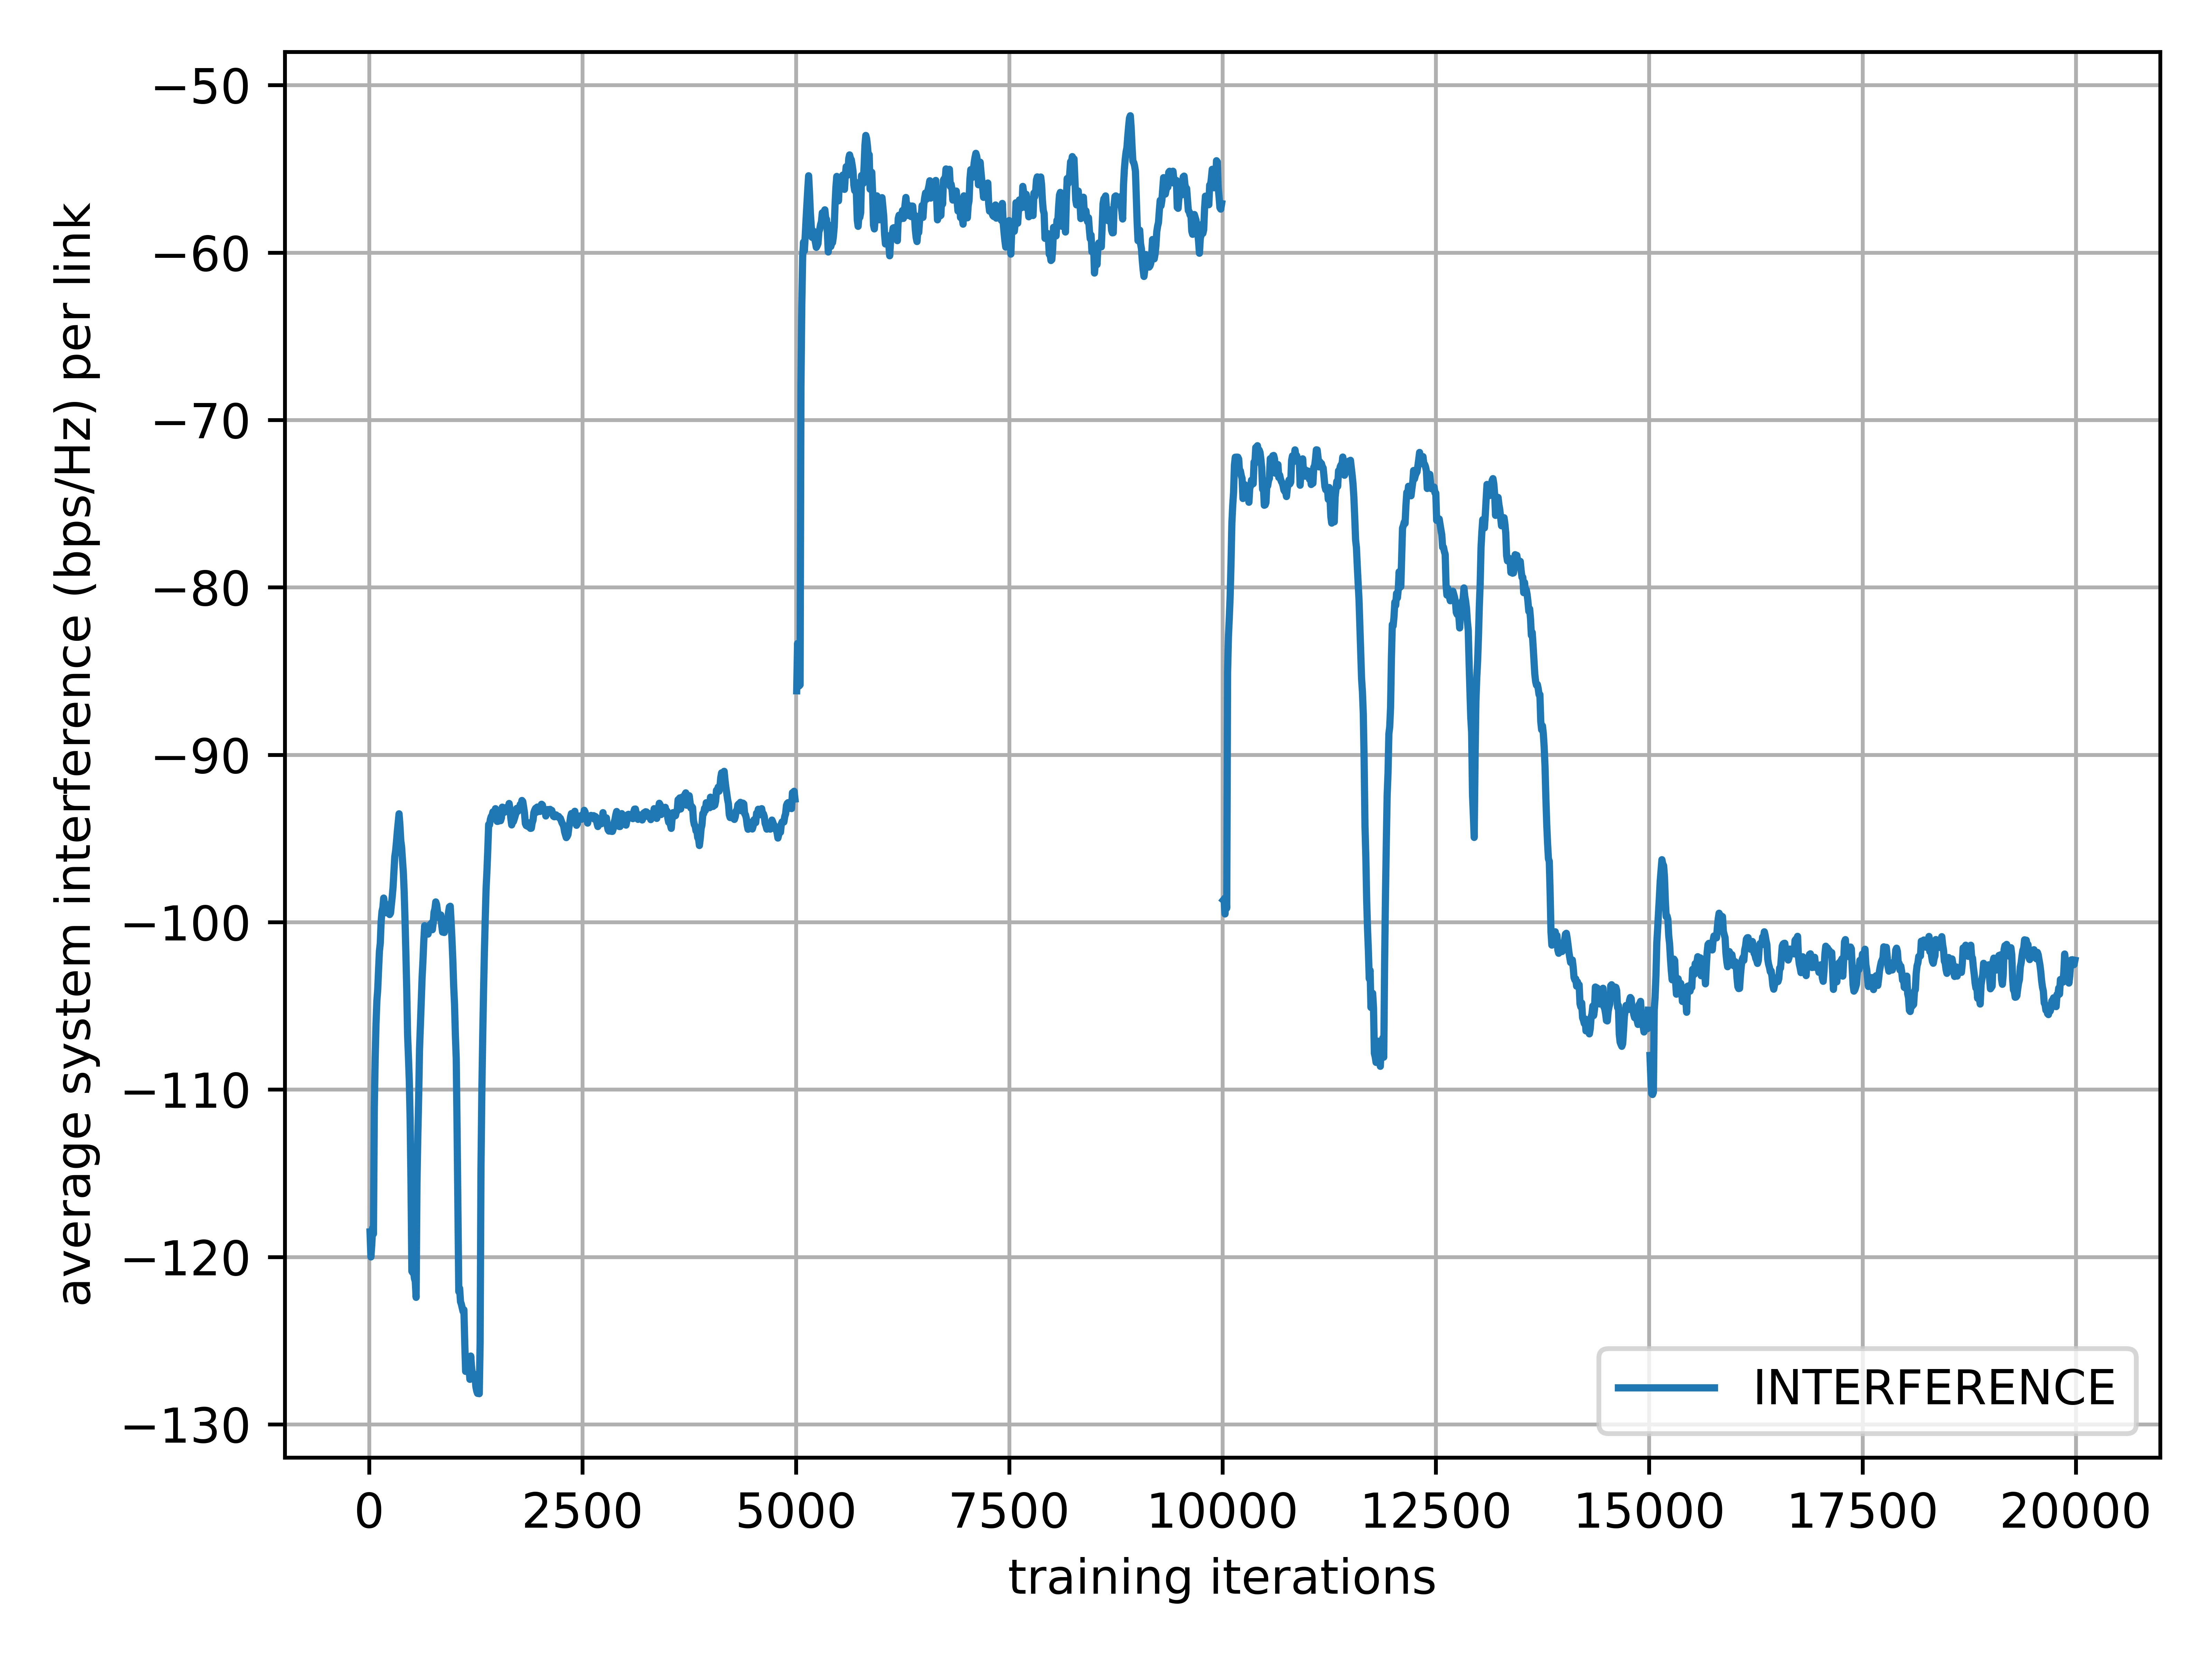 average system interference (bps/Hz) per link
−50
−60
−70
−80
−90
−100
−110
−120
−130
INTERFERENCE
0 2500 5000 7500 10000 12500 15000 17500 20000
training iterations